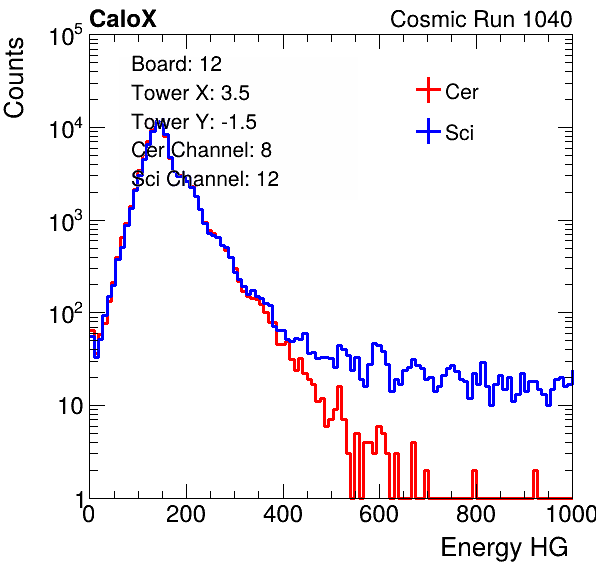 CaloX Cosmic Run 1040
Counts
Board: 12
Tower X: 3.5
Tower Y: -1.5
Cer Channel: 8
Sci Channel: 12
Cer
Sci
10^5
10^4
10^3
10^2
10
1
0 200 400 600 800 1000
Energy HG